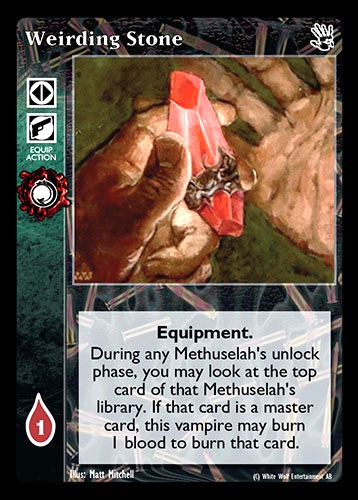 Weirding Stone
EQUIP
ACTION
Equipment.
During any Methuselah's unlock
phase, you may look at the top
card of that Methuselah's
library. If that card is a master
card, this vampire may burn
1 blood to burn that card.
1
Illus: Matt Mitchell
(C) White Wolf Entertainment AB